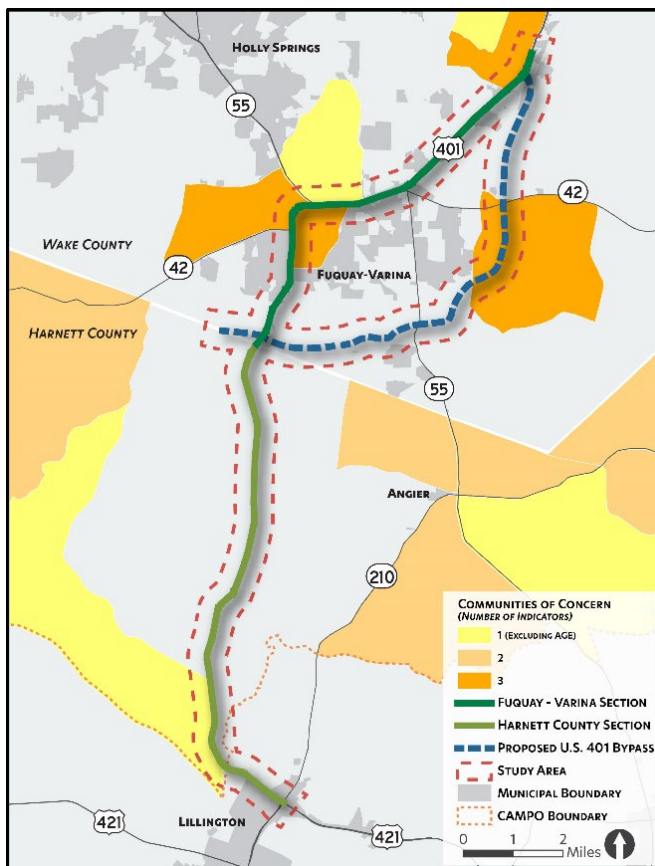 HOLLY SPRINGS
55
401
42
WAKE COUNTY
42
FUQUAY-VARINA
HARNETT COUNTY
55
ANGIER
210
COMMUNITIES OF CONCERN
(NUMBER OF INDICATORS)
1 (EXCLUDING AGE)
2
3
FUQUAY - VARINA SECTION
HARNETT COUNTY SECTION
PROPOSED U.S. 401 BYPASS
STUDY AREA
MUNICIPAL BOUNDARY
CAMPO BOUNDARY
421
LILLINGTON
421
0 1 2
MILES